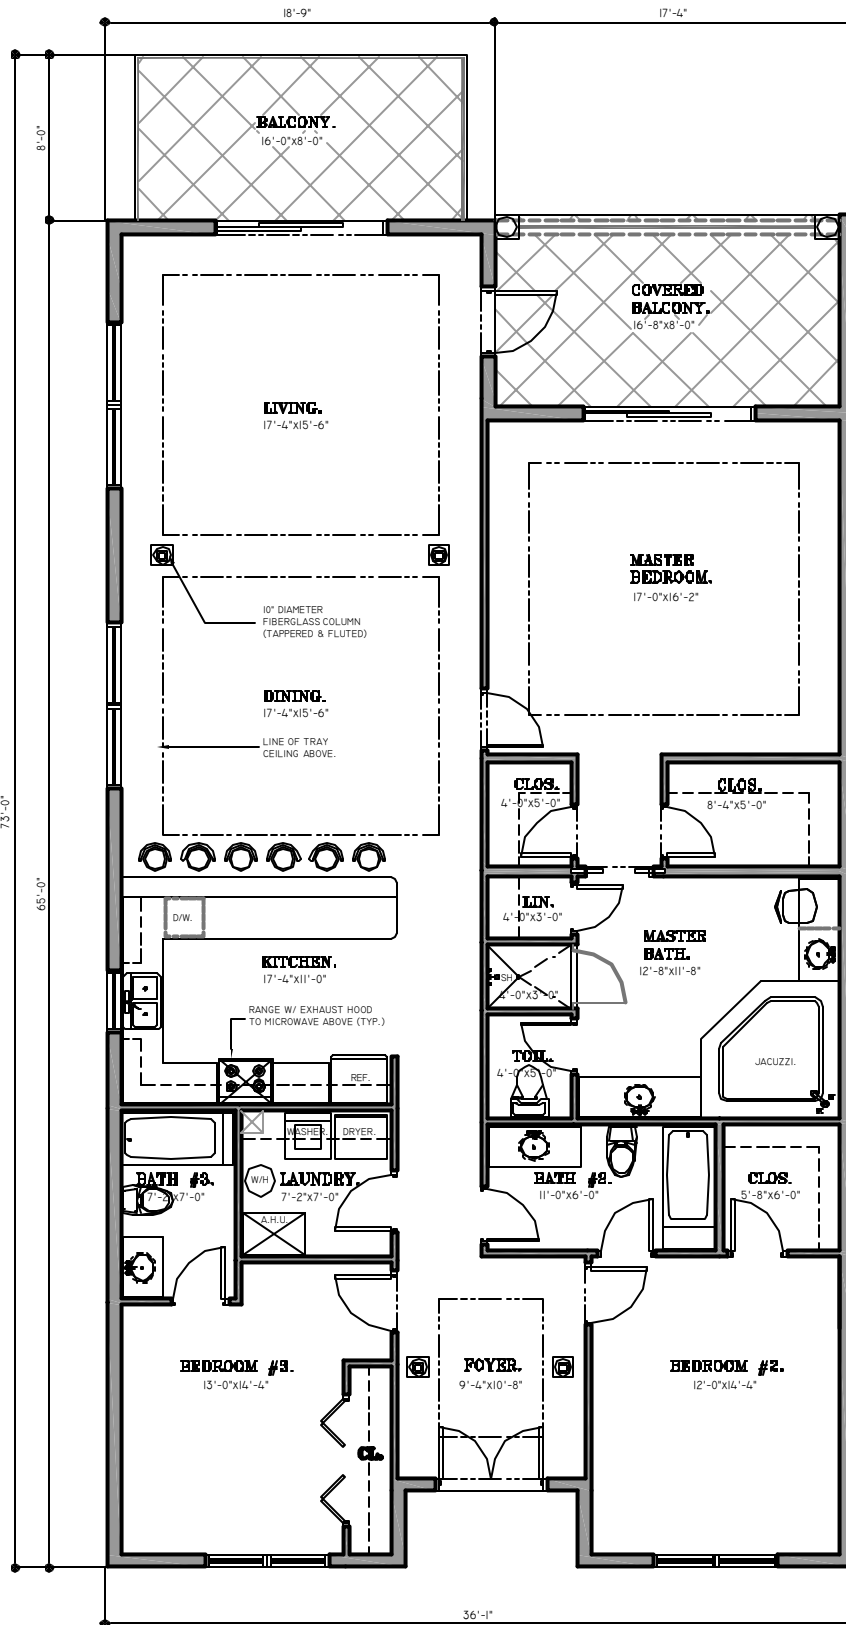 18'-9"
17'-4"
8'-0"
BALCONY.
16'-0"x8'-0"
COVERED
BALCONY.
16'-8"x8'-0"
LIVING.
17'-4"x15'-6"
MASTER
BEDROOM.
17'-0"x16'-2"
10" DIAMETER
FIBERGLASS COLUMN
(TAPPERED & FLUTED)
DINING.
17'-4"x15'-6"
LINE OF TRAY
CEILING ABOVE.
73'-0"
65'-0"
CLOS.
4'-0"x5'-0"
CLOS.
8'-4"x5'-0"
LIN.
4'-0"x3'-0"
D/W.
KITCHEN.
17'-4"x11'-0"
MASTER
BATH.
12'-8"x11'-8"
SH
4'-0"x3'-0"
RANGE W/ EXHAUST HOOD
TO MICROWAVE ABOVE (TYP.)
TOIL.
4'-0"x5'-0"
JACUZZI.
REF.
WASHER.
DRYER.
BATH #3.
7'-2"x7'-0"
W/H
LAUNDRY.
7'-2"x7'-0"
A.H.U.
BATH #2.
11'-0"x6'-0"
CLOS.
5'-8"x6'-0"
BEDROOM #3.
13'-0"x14'-4"
FOYER.
9'-4"x10'-8"
BEDROOM #2.
12'-0"x14'-4"
CL.
36'-1"